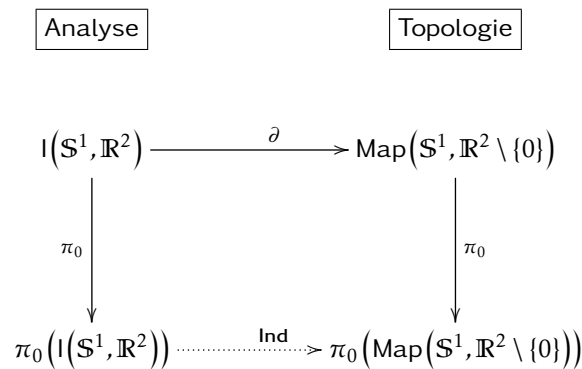 Analyse Topologie
I(𝕊¹, ℝ²) ∂ Map(𝕊¹, ℝ² \ {0})
π₀ π₀
π₀(I(𝕊¹, ℝ²)) Ind π₀(Map(𝕊¹, ℝ² \ {0}))